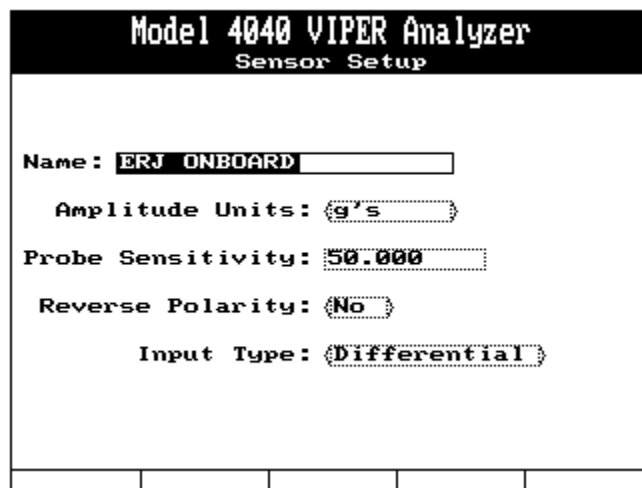 Model 4040 VIPER Analyzer
Sensor Setup
Name: ERJ ONBOARD
Amplitude Units: g's
Probe Sensitivity: 50.000
Reverse Polarity: No
Input Type: Differential